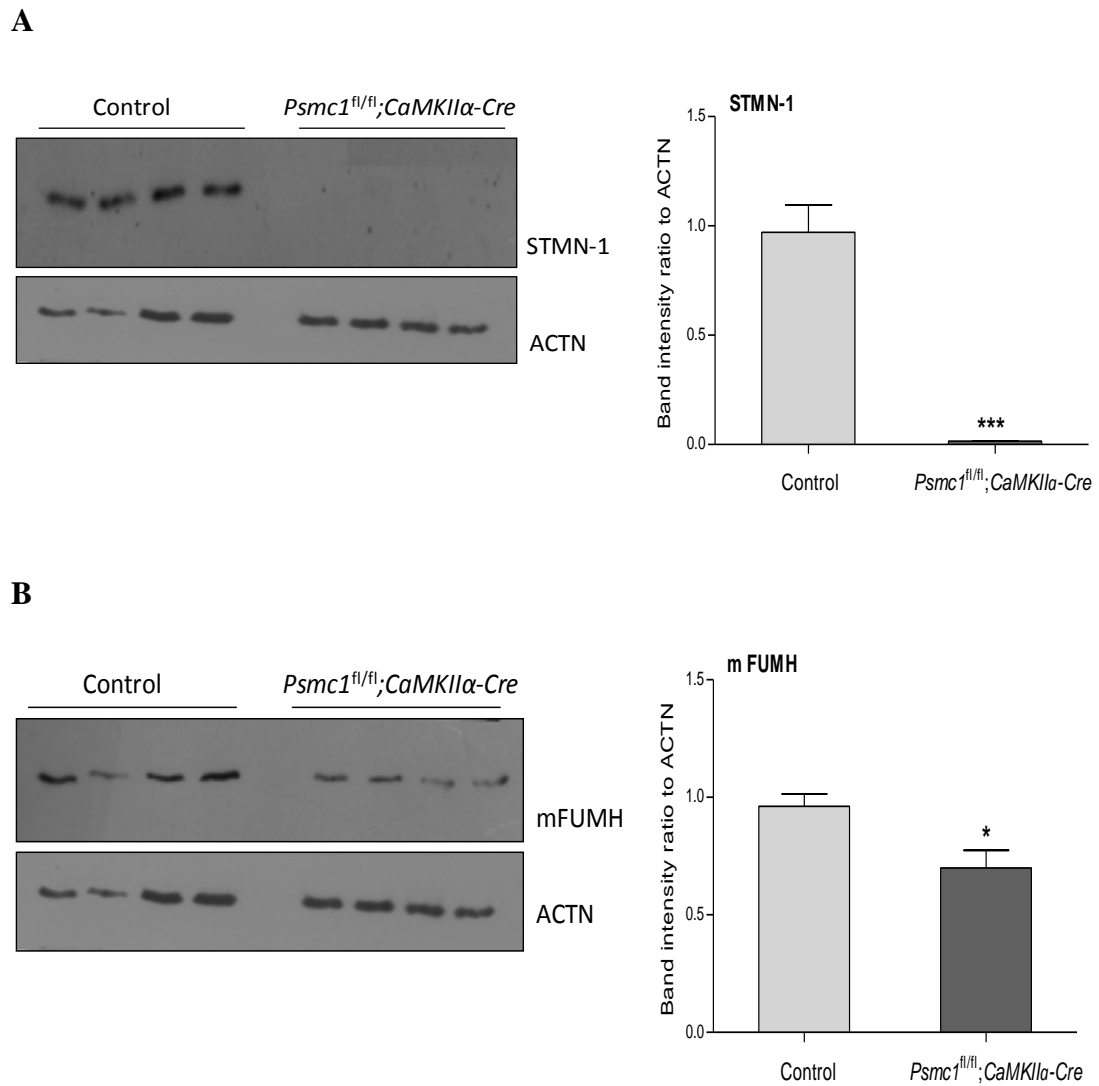 A
Control
Psmc1fl/fl;CaMKIIα-Cre
STMN-1
ACTN
STMN-1
Band intensity ratio to ACTN
1.5
1.0
0.5
0.0
***
Control
Psmc1fl/fl;CaMKIIα-Cre
B
Control
Psmc1fl/fl;CaMKIIα-Cre
mFUMH
ACTN
m FUMH
Band intensity ratio to ACTN
1.5
1.0
0.5
0.0
*
Control
Psmc1fl/fl;CaMKIIα-Cre